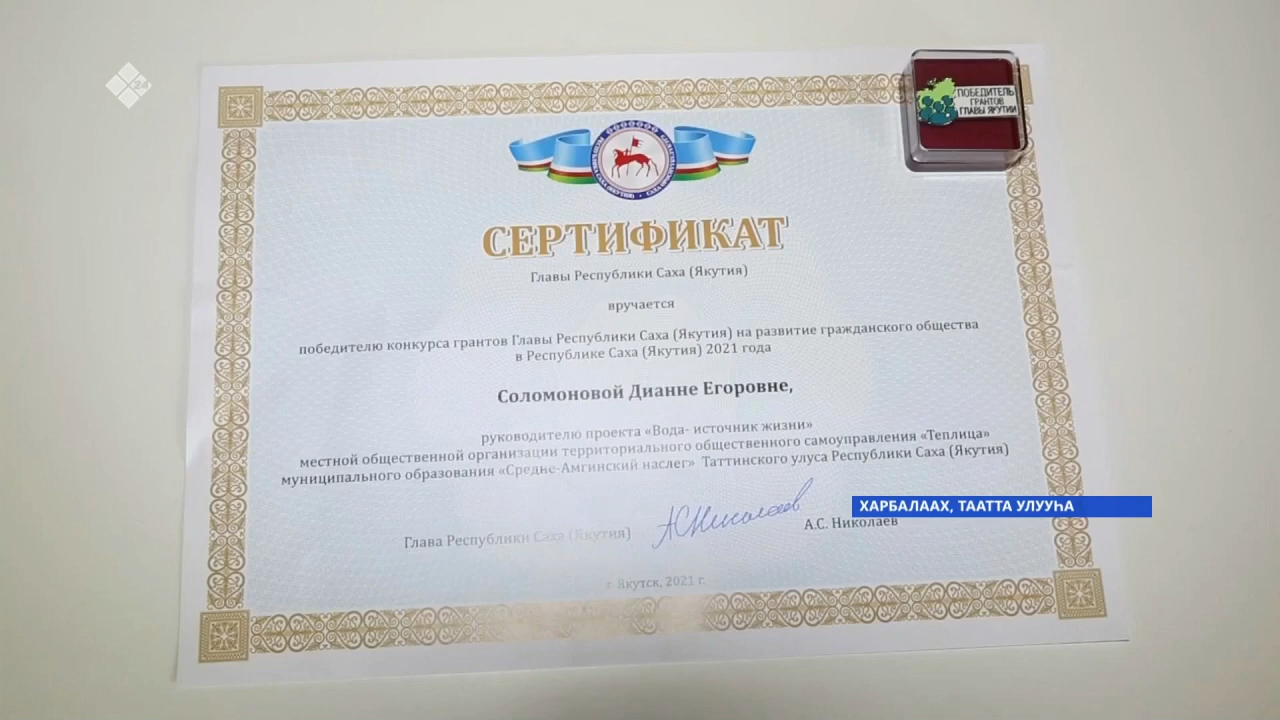 24
ПОБЕДИТЕЛЬ
ГРАНТОВ
ГЛАВЫ ЯКУТИИ
СЕРТИФИКАТ
Главы Республики Саха (Якутия)
вручается
победителю конкурса грантов Главы Республики Саха (Якутия) на развитие гражданского общества
в Республике Саха (Якутия) 2021 года
Соломоновой Дианне Егоровне,
руководителю проекта «Вода- источник жизни»
местной общественной организации территориального общественного самоуправления «Теплица»
муниципального образования «Средне-Амгинский наслег» Таттинского улуса Республики Саха (Якутия)
ХАРБАЛААХ, ТААТТА УЛУУҺА
Глава Республики Саха (Якутия)
А.С. Николаев
г. Якутск, 2021 г.